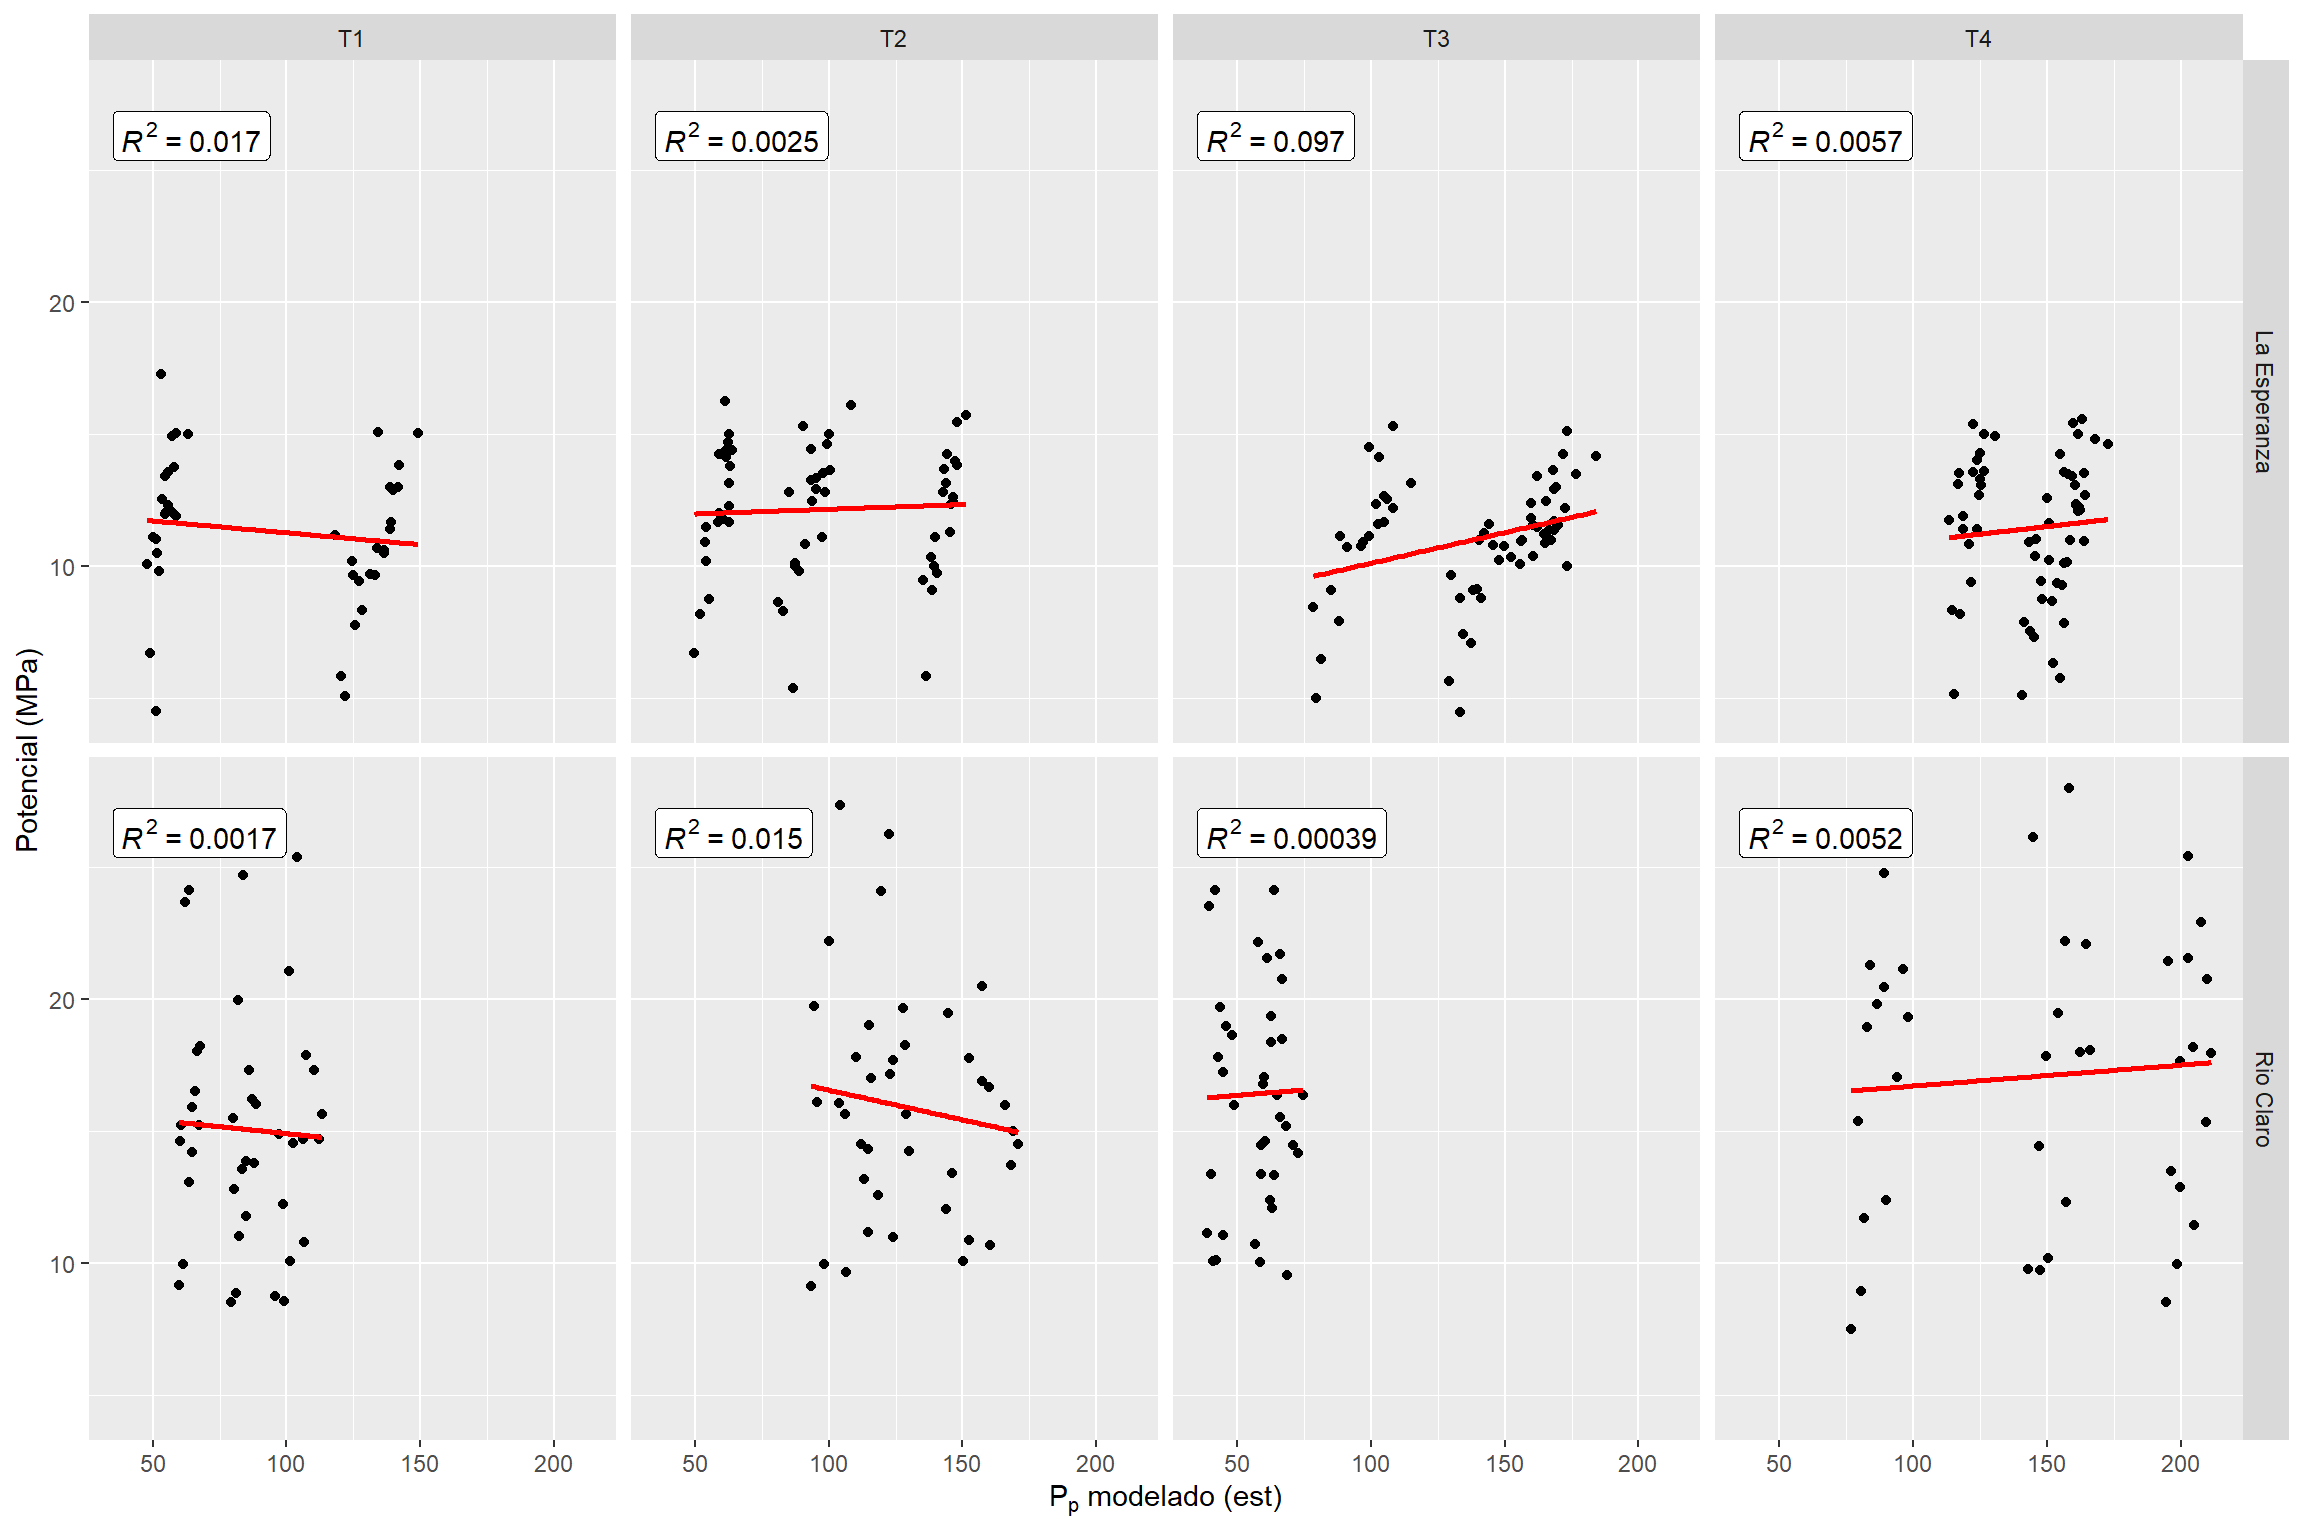 T1 T2 T3 T4
R² = 0.017 R² = 0.0025 R² = 0.097 R² = 0.0057
La Esperanza
20
10
Potencial (MPa)
R² = 0.0017 R² = 0.015 R² = 0.00039 R² = 0.0052
Rio Claro
20
10
50 100 150 200 50 100 150 200 50 100 150 200 50 100 150 200
Pₚ modelado (est)